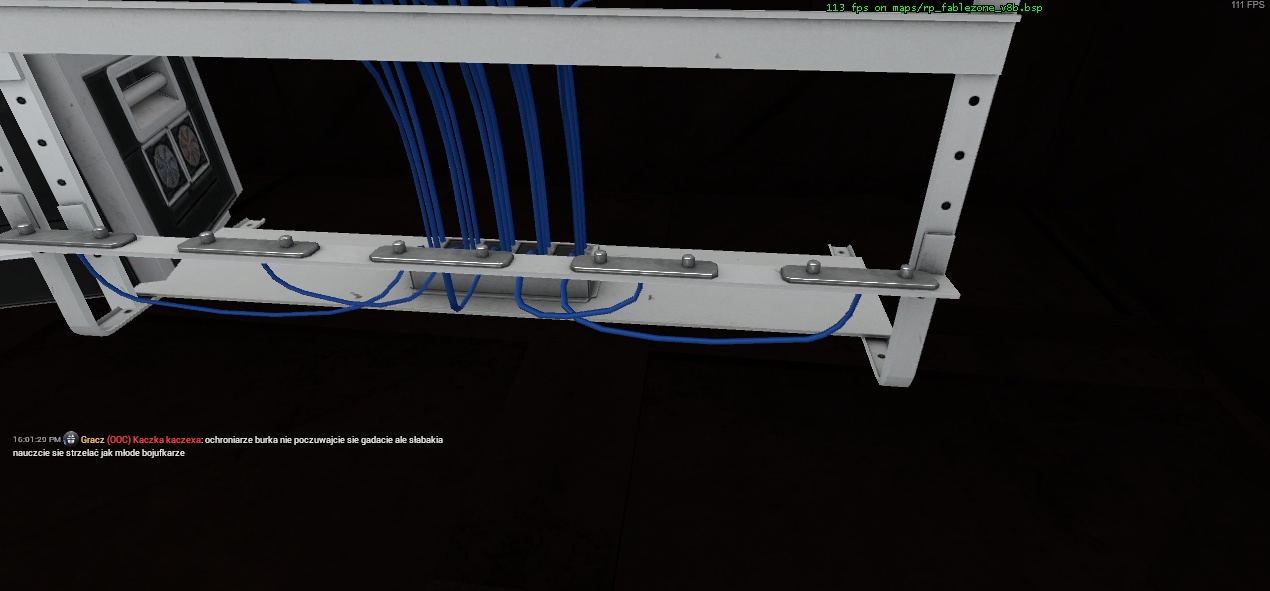 113 fps on maps/rp_fablezone_v8b.bsp
111 FPS
16:01:29 PM Gracz (OOC) Kaczka kaczexa: ochroniarze burka nie poczuwajcie sie gadacie ale słabakia
nauczcie sie strzelać jak młode bojufkarze